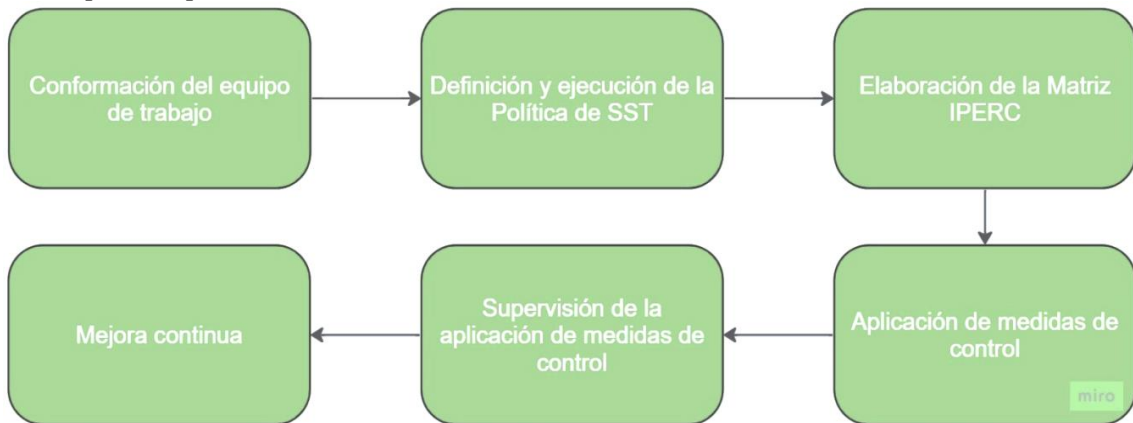 Conformación del equipo
de trabajo
Definición y ejecución de la
Política de SST
Elaboración de la Matriz
IPERC
Aplicación de medidas de
control
Supervisión de la
aplicación de medidas de
control
Mejora continua
miro